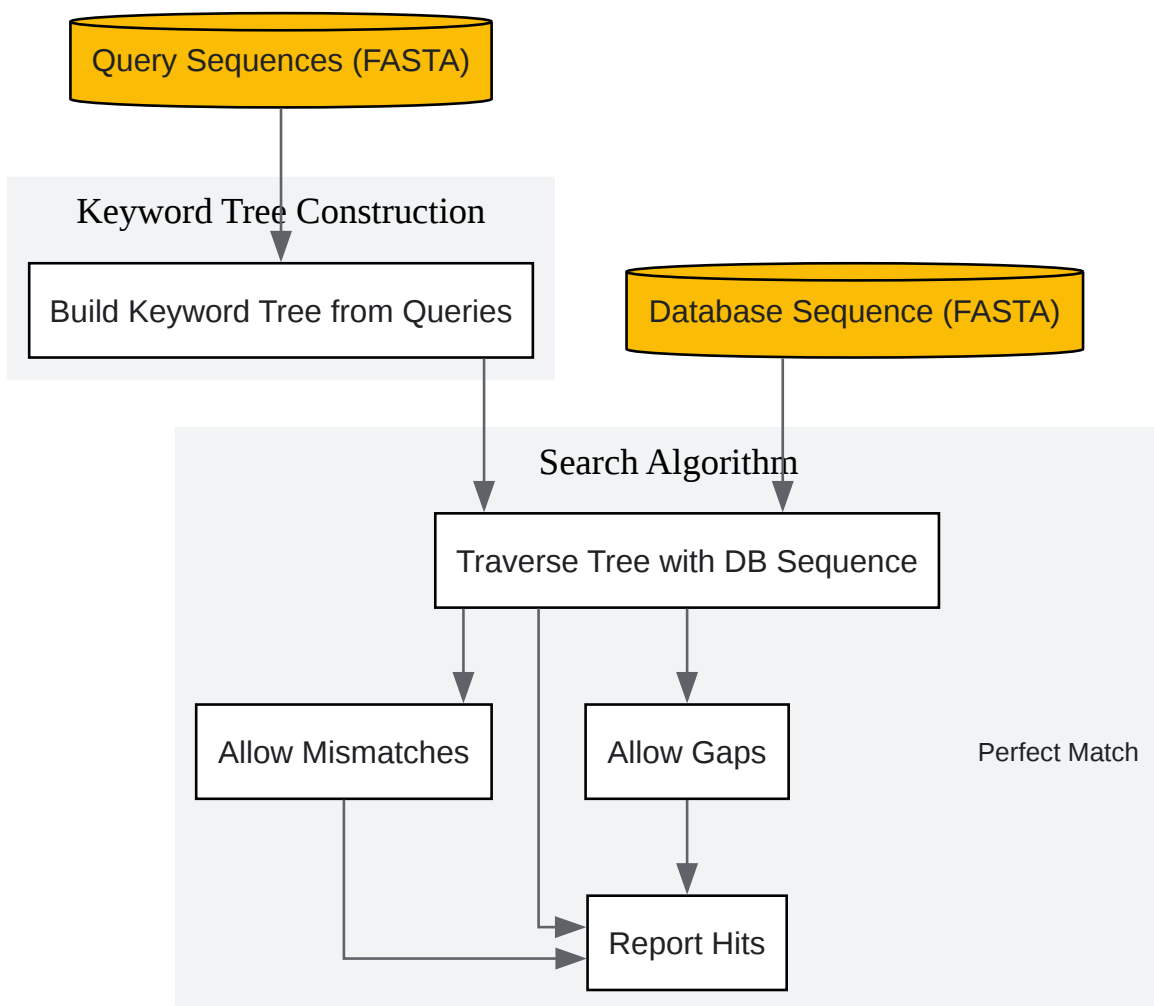 Query Sequences (FASTA)
Keyword Tree Construction
Build Keyword Tree from Queries
Database Sequence (FASTA)
Search Algorithm
Traverse Tree with DB Sequence
Allow Mismatches
Allow Gaps
Perfect Match
Report Hits